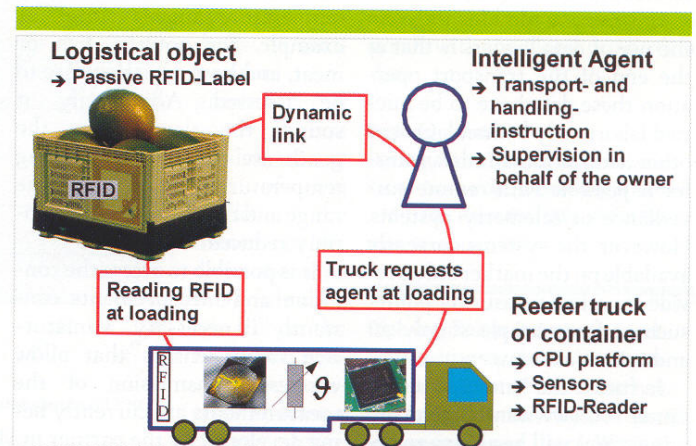 Logistical object
→ Passive RFID-Label
RFID
Dynamic
link
Intelligent Agent
→ Transport- and
handling-
instruction
→ Supervision in
behalf of the owner
Reading RFID
at loading
Truck requests
agent at loading
Reefer truck
or container
→ CPU platform
→ Sensors
→ RFID-Reader
RFID
ϑ